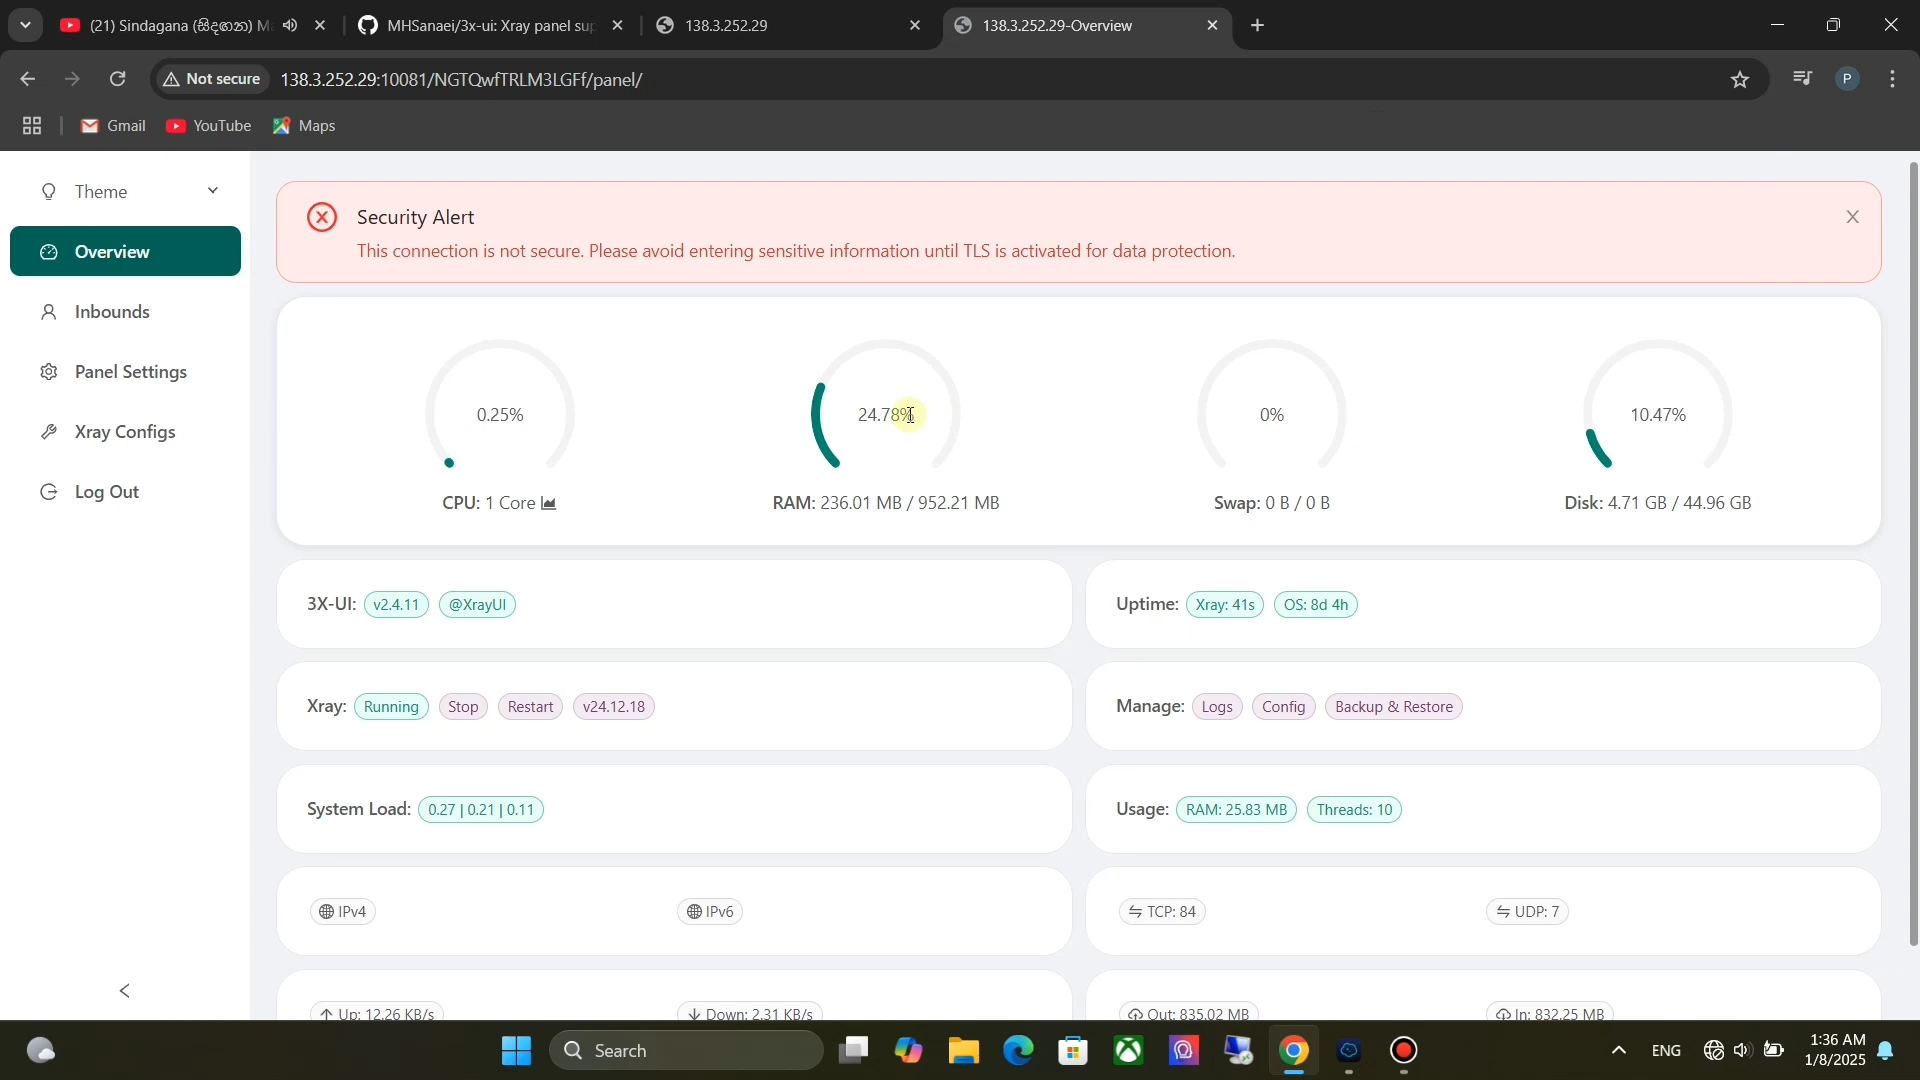 (21) Sindagana (සිදඟන) Ma
MHSanaei/3x-ui: Xray panel sup
138.3.252.29
138.3.252.29-Overview
Not secure
138.3.252.29:10081/NGTQwfTRLM3LGFf/panel/
P
Gmail
YouTube
Maps
Theme
Overview
Inbounds
Panel Settings
Xray Configs
Log Out
Security Alert
This connection is not secure. Please avoid entering sensitive information until TLS is activated for data protection.
0.25%
24.78%
0%
10.47%
CPU: 1 Core
RAM: 236.01 MB / 952.21 MB
Swap: 0 B / 0 B
Disk: 4.71 GB / 44.96 GB
3X-UI: v2.4.11 @XrayUI
Uptime: Xray: 41s OS: 8d 4h
Xray: Running Stop Restart v24.12.18
Manage: Logs Config Backup & Restore
System Load: 0.27 | 0.21 | 0.11
Usage: RAM: 25.83 MB Threads: 10
IPv4
IPv6
TCP: 84
UDP: 7
Up: 12.26 KB/s
Down: 2.31 KB/s
Out: 835.02 MB
In: 832.25 MB
Search
ENG
1:36 AM
1/8/2025